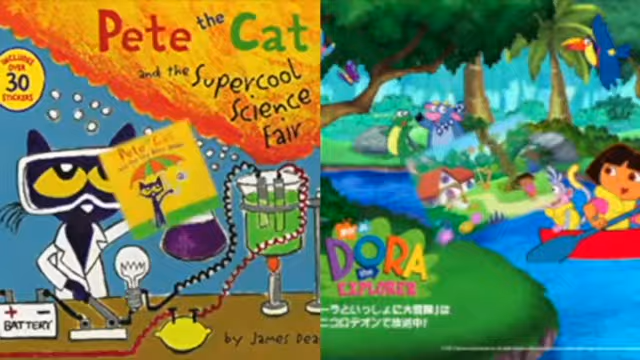 Pete the Cat
and the Supercool
Science
Fair
INCLUDES
OVER
30
STICKERS
Pete the Cat
BATTERY
by James Dea
DORA
the
EXPLORER
ーラといっしょに大冒険」は
ニコロデオンで放送中!